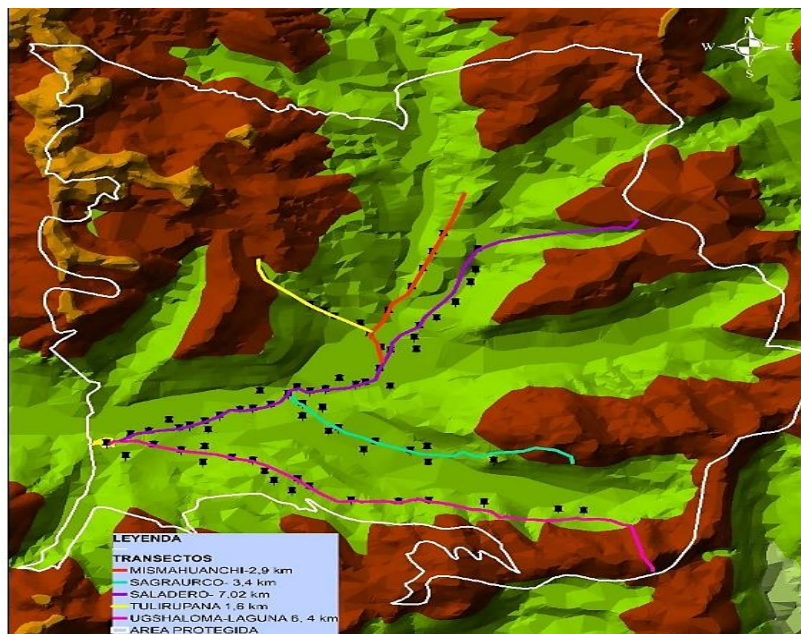 N
W E
S
LEYENDA
TRANSECTOS
MISMAHUANCHI-2,9 km
SAGRAURCO- 3,4 km
SALADERO- 7,02 km
TULIRUPANA 1,6 km
UGSHALOMA-LAGUNA 6, 4 km
AREA PROTEGIDA